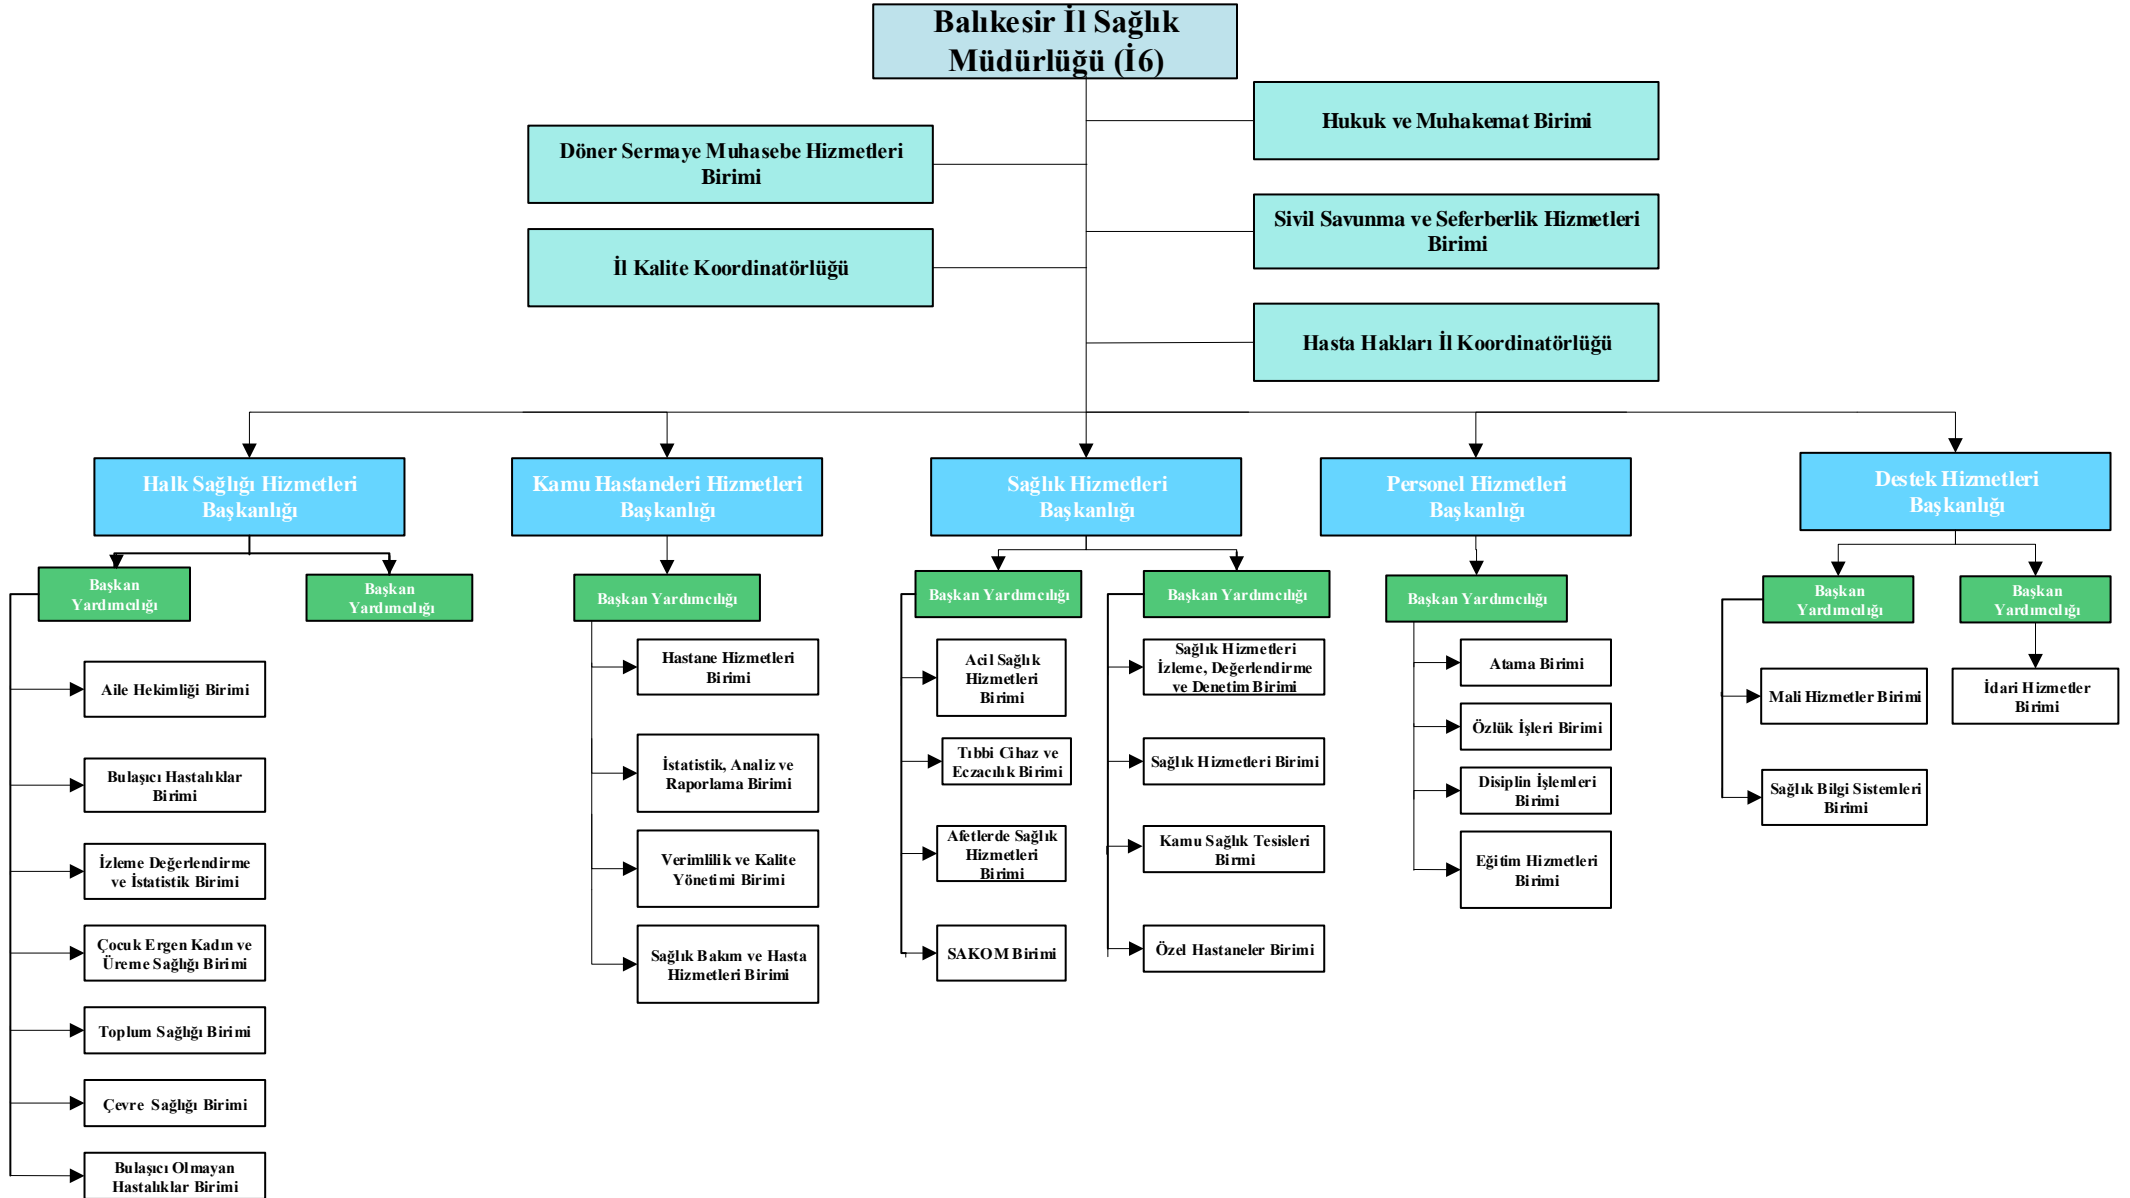 Balıkesir İl Sağlık
Müdürlüğü (İ6)
Hukuk ve Muhakemat Birimi
Döner Sermaye Muhasebe Hizmetleri
Birimi
Sivil Savunma ve Seferberlik Hizmetleri
Birimi
İl Kalite Koordinatörlüğü
Hasta Hakları İl Koordinatörlüğü
Halk Sağlığı Hizmetleri
Başkanlığı
Kamu Hastaneleri Hizmetleri
Başkanlığı
Sağlık Hizmetleri
Başkanlığı
Personel Hizmetleri
Başkanlığı
Destek Hizmetleri
Başkanlığı
Başkan
Yardımcılığı
Başkan
Yardımcılığı
Başkan Yardımcılığı
Başkan Yardımcılığı
Başkan Yardımcılığı
Başkan Yardımcılığı
Başkan
Yardımcılığı
Başkan
Yardımcılığı
Aile Hekimliği Birimi
Bulaşıcı Hastalıklar
Birimi
İzleme Değerlendirme
ve İstatistik Birimi
Çocuk Ergen Kadın ve
Üreme Sağlığı Birimi
Toplum Sağlığı Birimi
Çevre Sağlığı Birimi
Bulaşıcı Olmayan
Hastalıklar Birimi
Hastane Hizmetleri
Birimi
İstatistik, Analiz ve
Raporlama Birimi
Verimlilik ve Kalite
Yönetimi Birimi
Sağlık Bakım ve Hasta
Hizmetleri Birimi
Acil Sağlık
Hizmetleri
Birimi
Tıbbi Cihaz ve
Eczacılık Birimi
Afetlerde Sağlık
Hizmetleri
Birimi
SAKOM Birimi
Sağlık Hizmetleri
İzleme, Değerlendirme
ve Denetim Birimi
Sağlık Hizmetleri Birimi
Kamu Sağlık Tesisleri
Birmi
Özel Hastaneler Birimi
Atama Birimi
Özlük İşleri Birimi
Disiplin İşlemleri
Birimi
Eğitim Hizmetleri
Birimi
Mali Hizmetler Birimi
Sağlık Bilgi Sistemleri
Birimi
İdari Hizmetler
Birimi